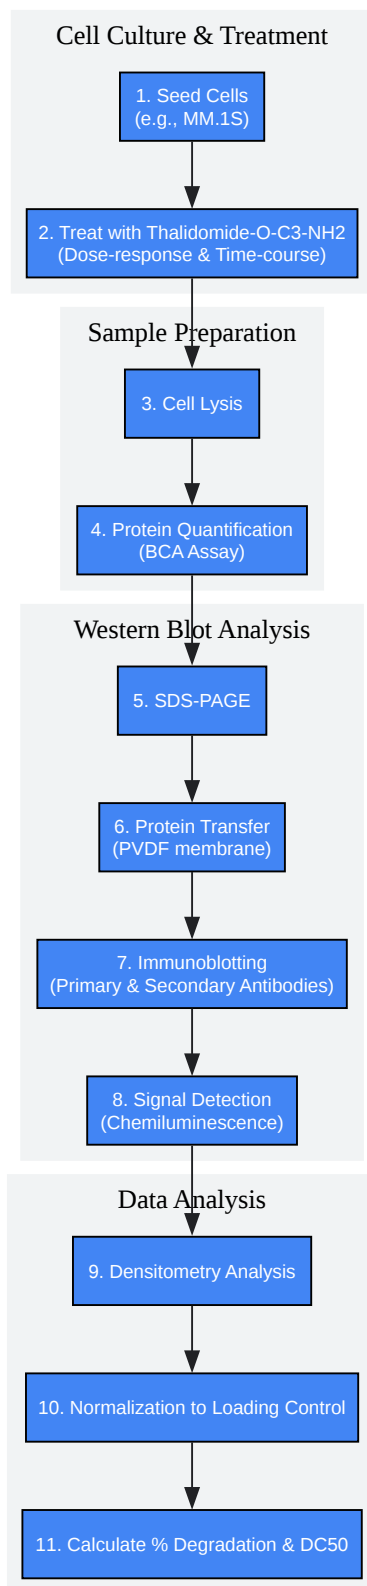 Cell Culture & Treatment
1. Seed Cells
(e.g., MM.1S)
2. Treat with Thalidomide-O-C3-NH2
(Dose-response & Time-course)
Sample Preparation
3. Cell Lysis
4. Protein Quantification
(BCA Assay)
Western Blot Analysis
5. SDS-PAGE
6. Protein Transfer
(PVDF membrane)
7. Immunoblotting
(Primary & Secondary Antibodies)
8. Signal Detection
(Chemiluminescence)
Data Analysis
9. Densitometry Analysis
10. Normalization to Loading Control
11. Calculate % Degradation & DC50